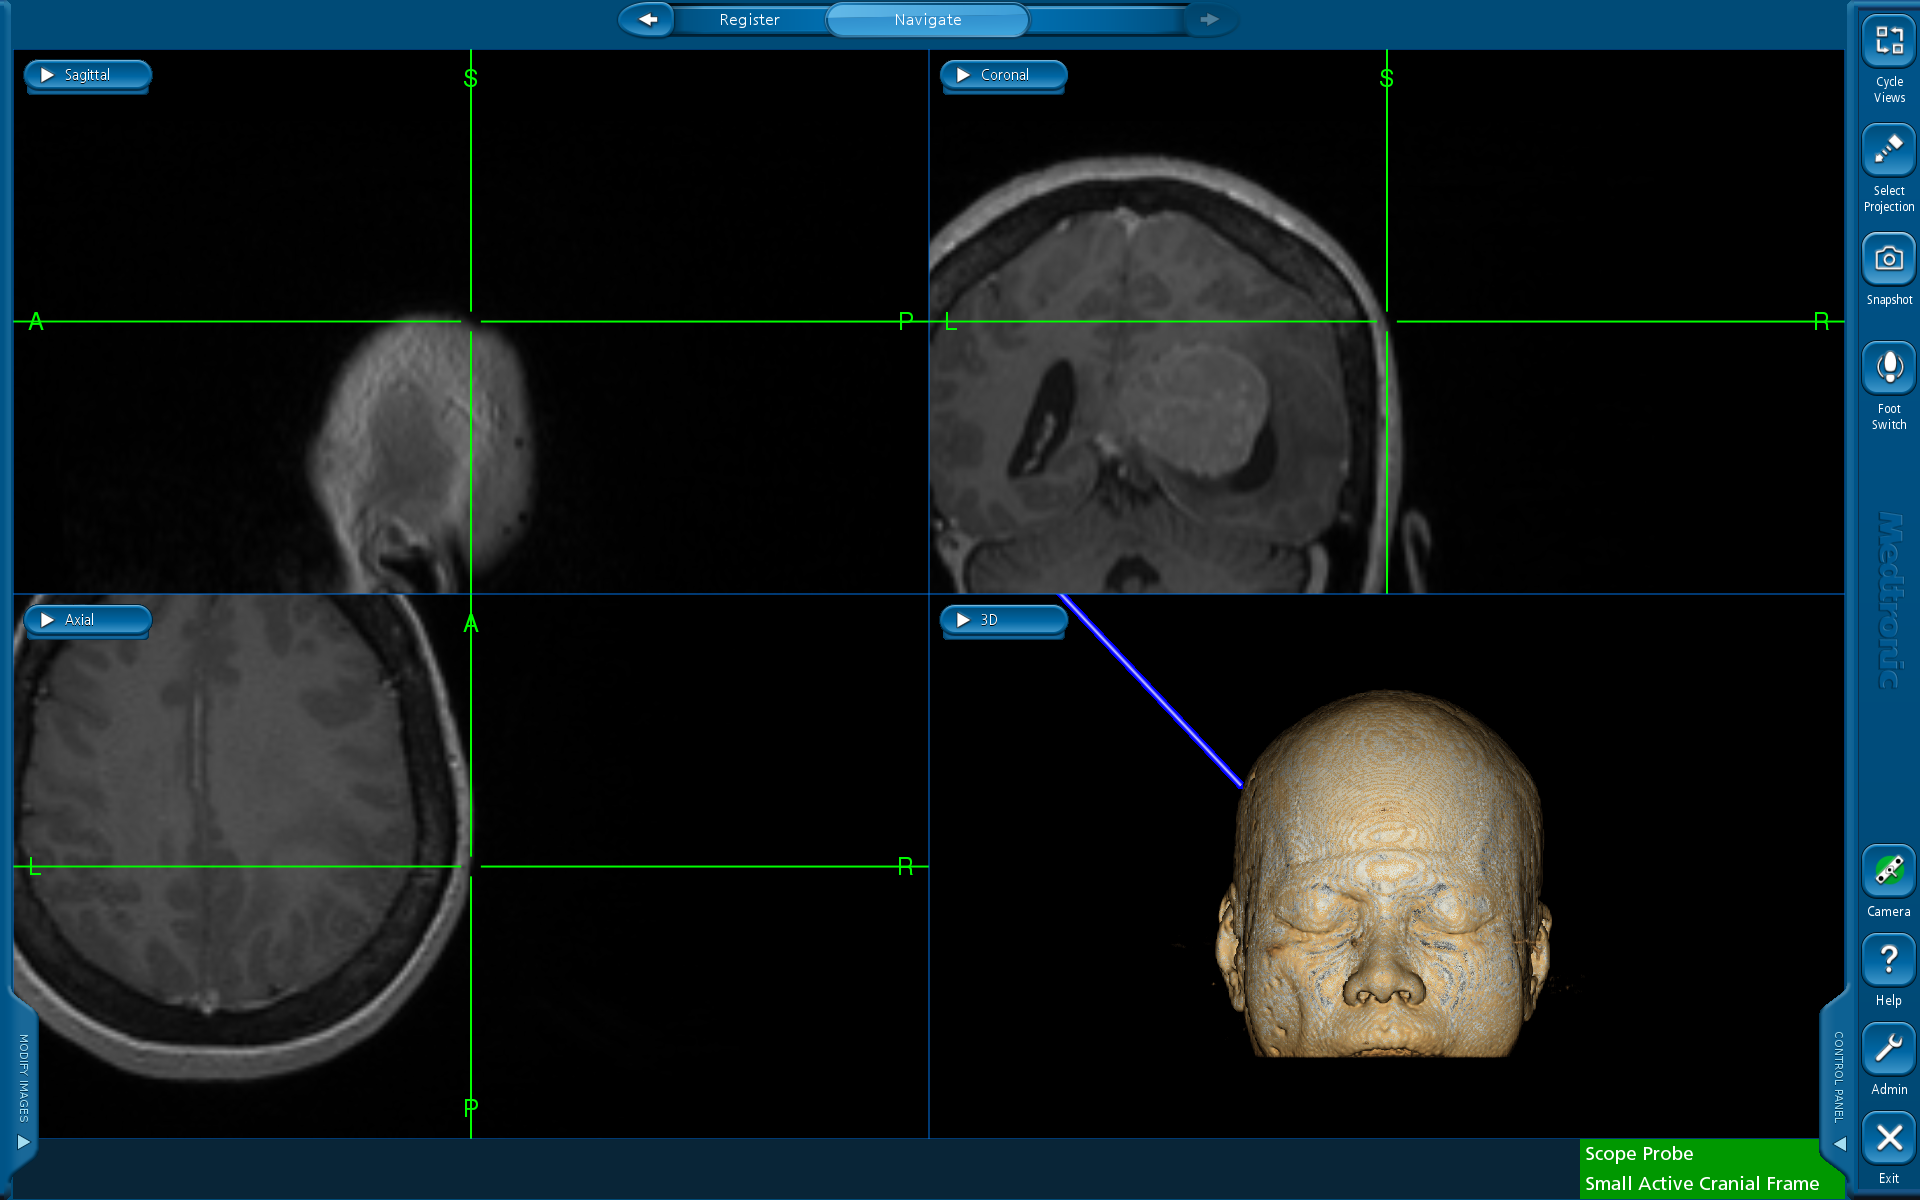 Register
Navigate
Sagittal
S
A
P
Coronal
S
L
R
Axial
A
L
R
P
3D
Cycle
Views
Select
Projection
Snapshot
Foot
Switch
Medtronic
Camera
Help
Admin
Exit
MODIFY IMAGES
CONTROL PANEL
Scope Probe
Small Active Cranial Frame